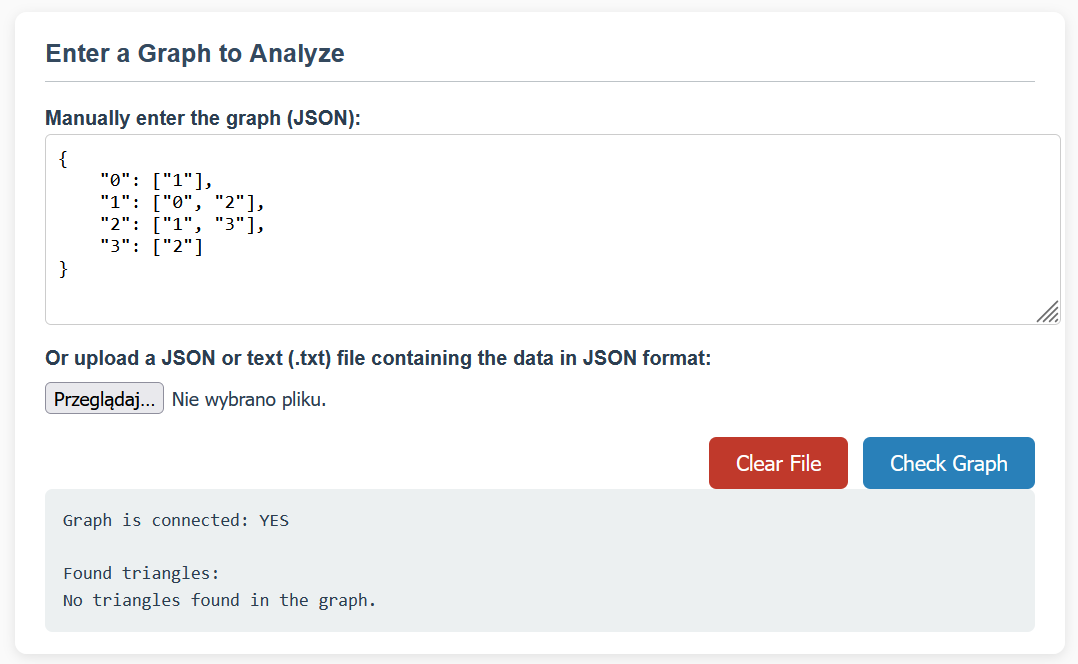 Enter a Graph to Analyze
Manually enter the graph (JSON):
{
    "0": ["1"],
    "1": ["0", "2"],
    "2": ["1", "3"],
    "3": ["2"]
}
Or upload a JSON or text (.txt) file containing the data in JSON format:
Przeglądaj... Nie wybrano pliku.
Clear File Check Graph
Graph is connected: YES
Found triangles:
No triangles found in the graph.